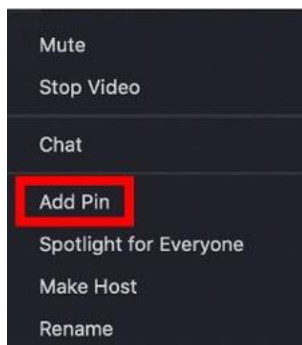 Mute
Stop Video
Chat
Add Pin
Spotlight for Everyone
Make Host
Rename